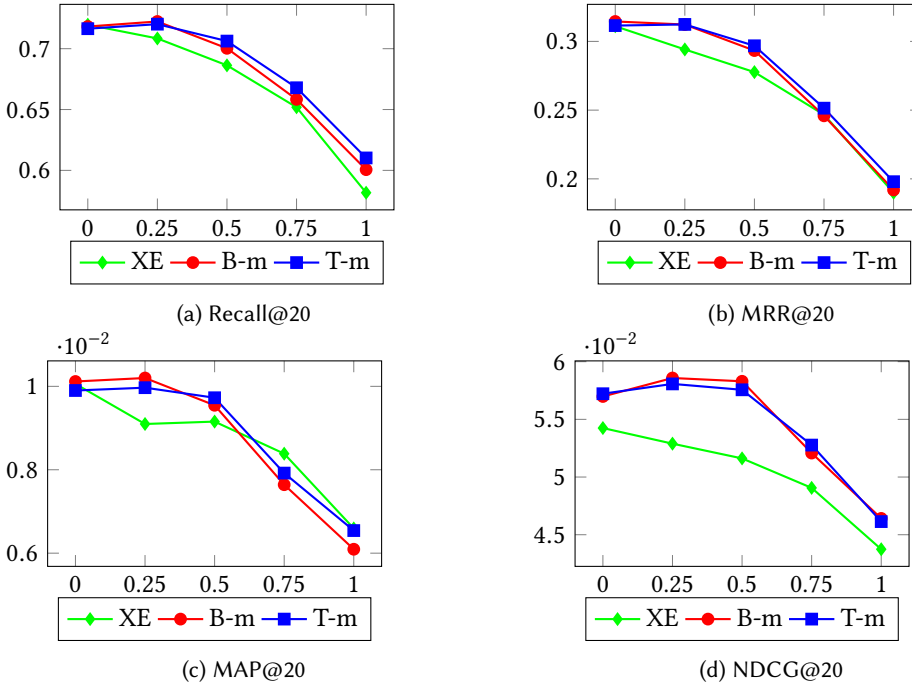 0.7
0.65
0.6
0 0.25 0.5 0.75 1
XE B-m T-m
(a) Recall@20
0.3
0.25
0.2
0 0.25 0.5 0.75 1
XE B-m T-m
(b) MRR@20
·10⁻²
1
0.8
0.6
0 0.25 0.5 0.75 1
XE B-m T-m
(c) MAP@20
·10⁻²
6
5.5
5
4.5
0 0.25 0.5 0.75 1
XE B-m T-m
(d) NDCG@20